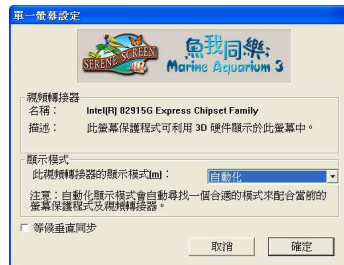 單一螢幕設定
SERENE SCREEN
魚我同樂:
Marine Aquarium 3
視頻轉接器
名稱： Intel(R) 82915G Express Chipset Family
描述： 此螢幕保護程式可利用 3D 硬件顯示於此螢幕中。
顯示模式
此視頻轉接器的顯示模式(m)： 自動化
注意：自動化顯示模式會自動尋找一個合適的模式來配合當前的
螢幕保護程式及視頻轉接器。
等候垂直同步
取消 確定